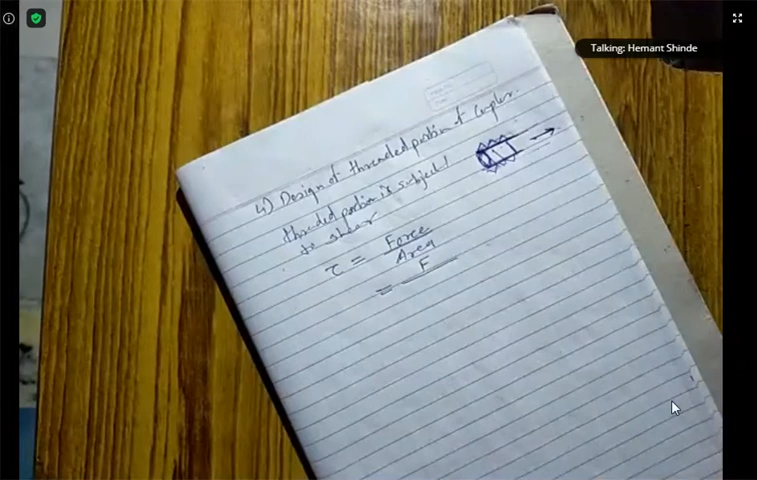 Talking: Hemant Shinde
4) Design of threaded portion of Coupler.
threaded portion is subject
to shear
τ = Force
Area
= F